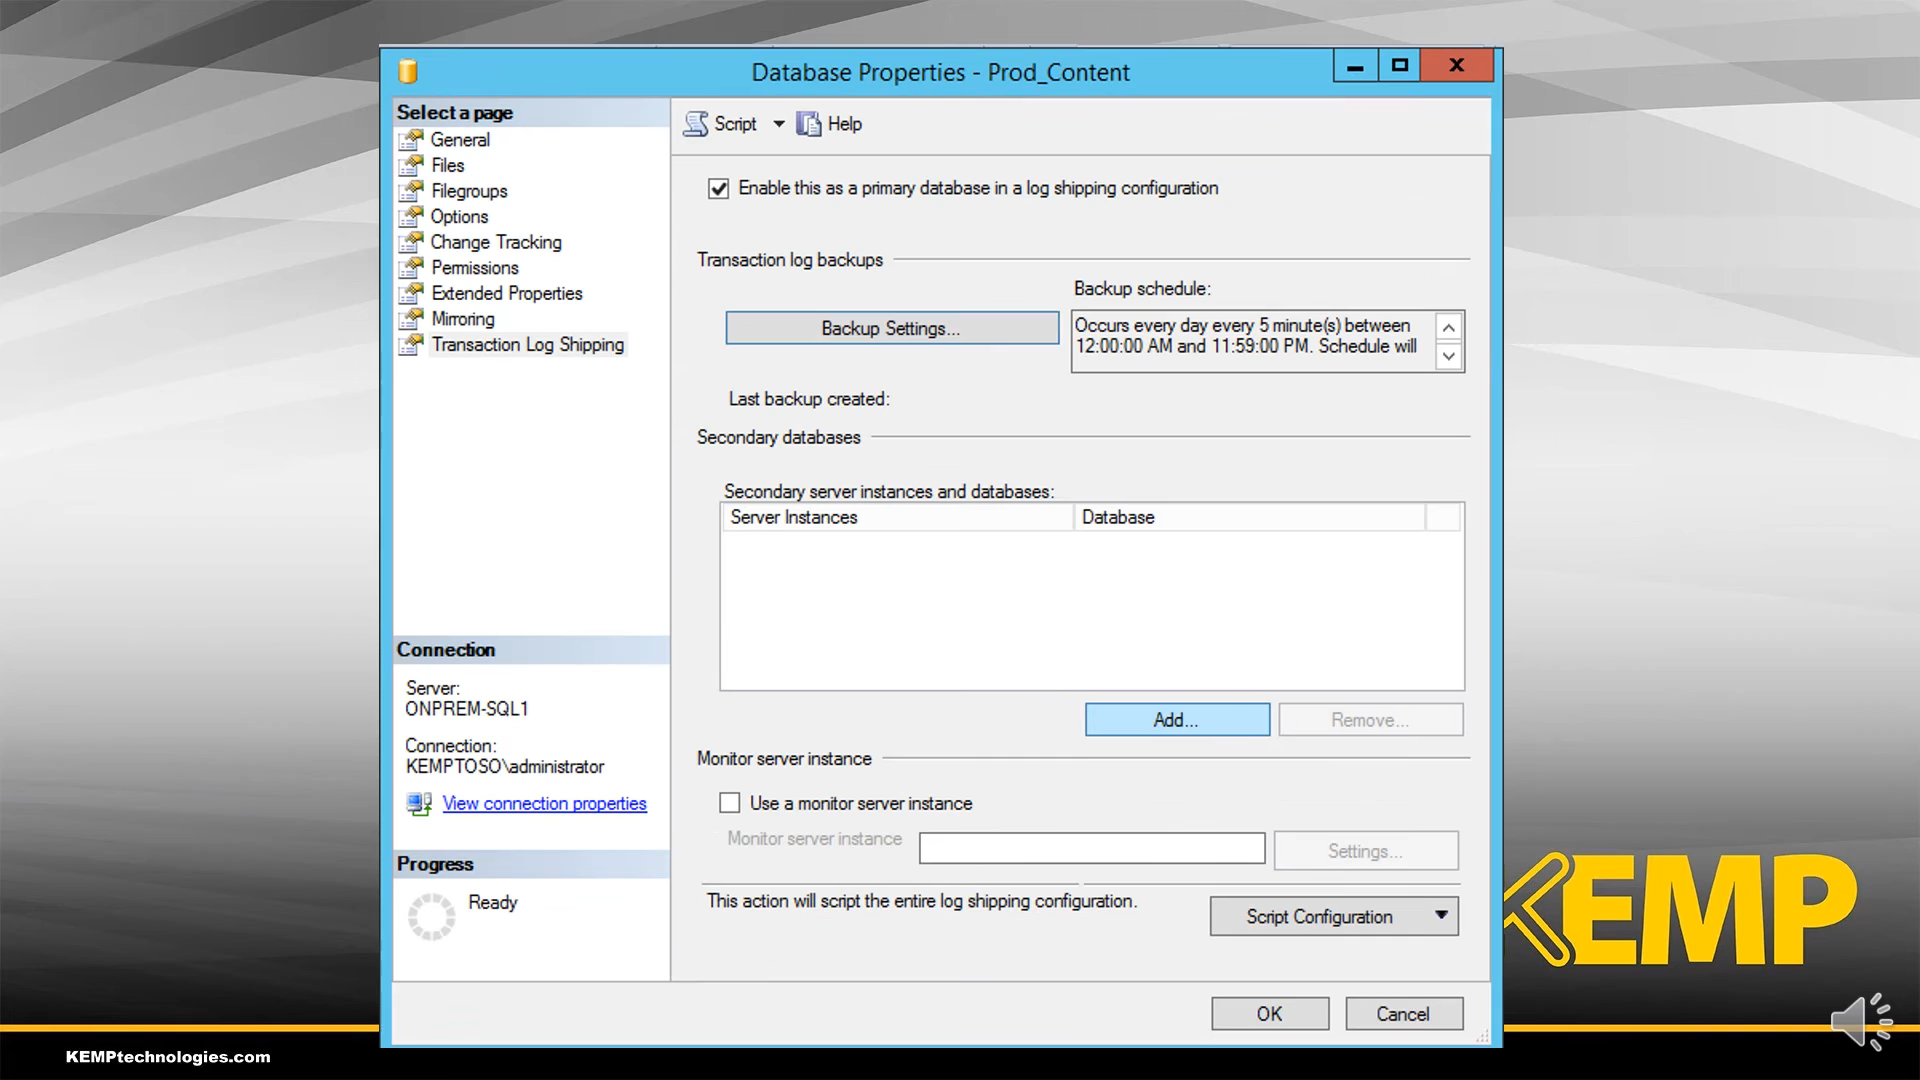 Database Properties - Prod_Content
X
Select a page
General
Files
Filegroups
Options
Change Tracking
Permissions
Extended Properties
Mirroring
Transaction Log Shipping
Connection
Server:
ONPREM-SQL1
Connection:
KEMPTOSO\administrator
View connection properties
Progress
Ready
Script Help
Enable this as a primary database in a log shipping configuration
Transaction log backups
Backup schedule:
Backup Settings...
Occurs every day every 5 minute(s) between
12:00:00 AM and 11:59:00 PM. Schedule will
Last backup created:
Secondary databases
Secondary server instances and databases:
Server Instances Database
Add... Remove...
Monitor server instance
Use a monitor server instance
Monitor server instance
Settings...
This action will script the entire log shipping configuration.
Script Configuration
OK Cancel
KEMP
KEMPtechnologies.com